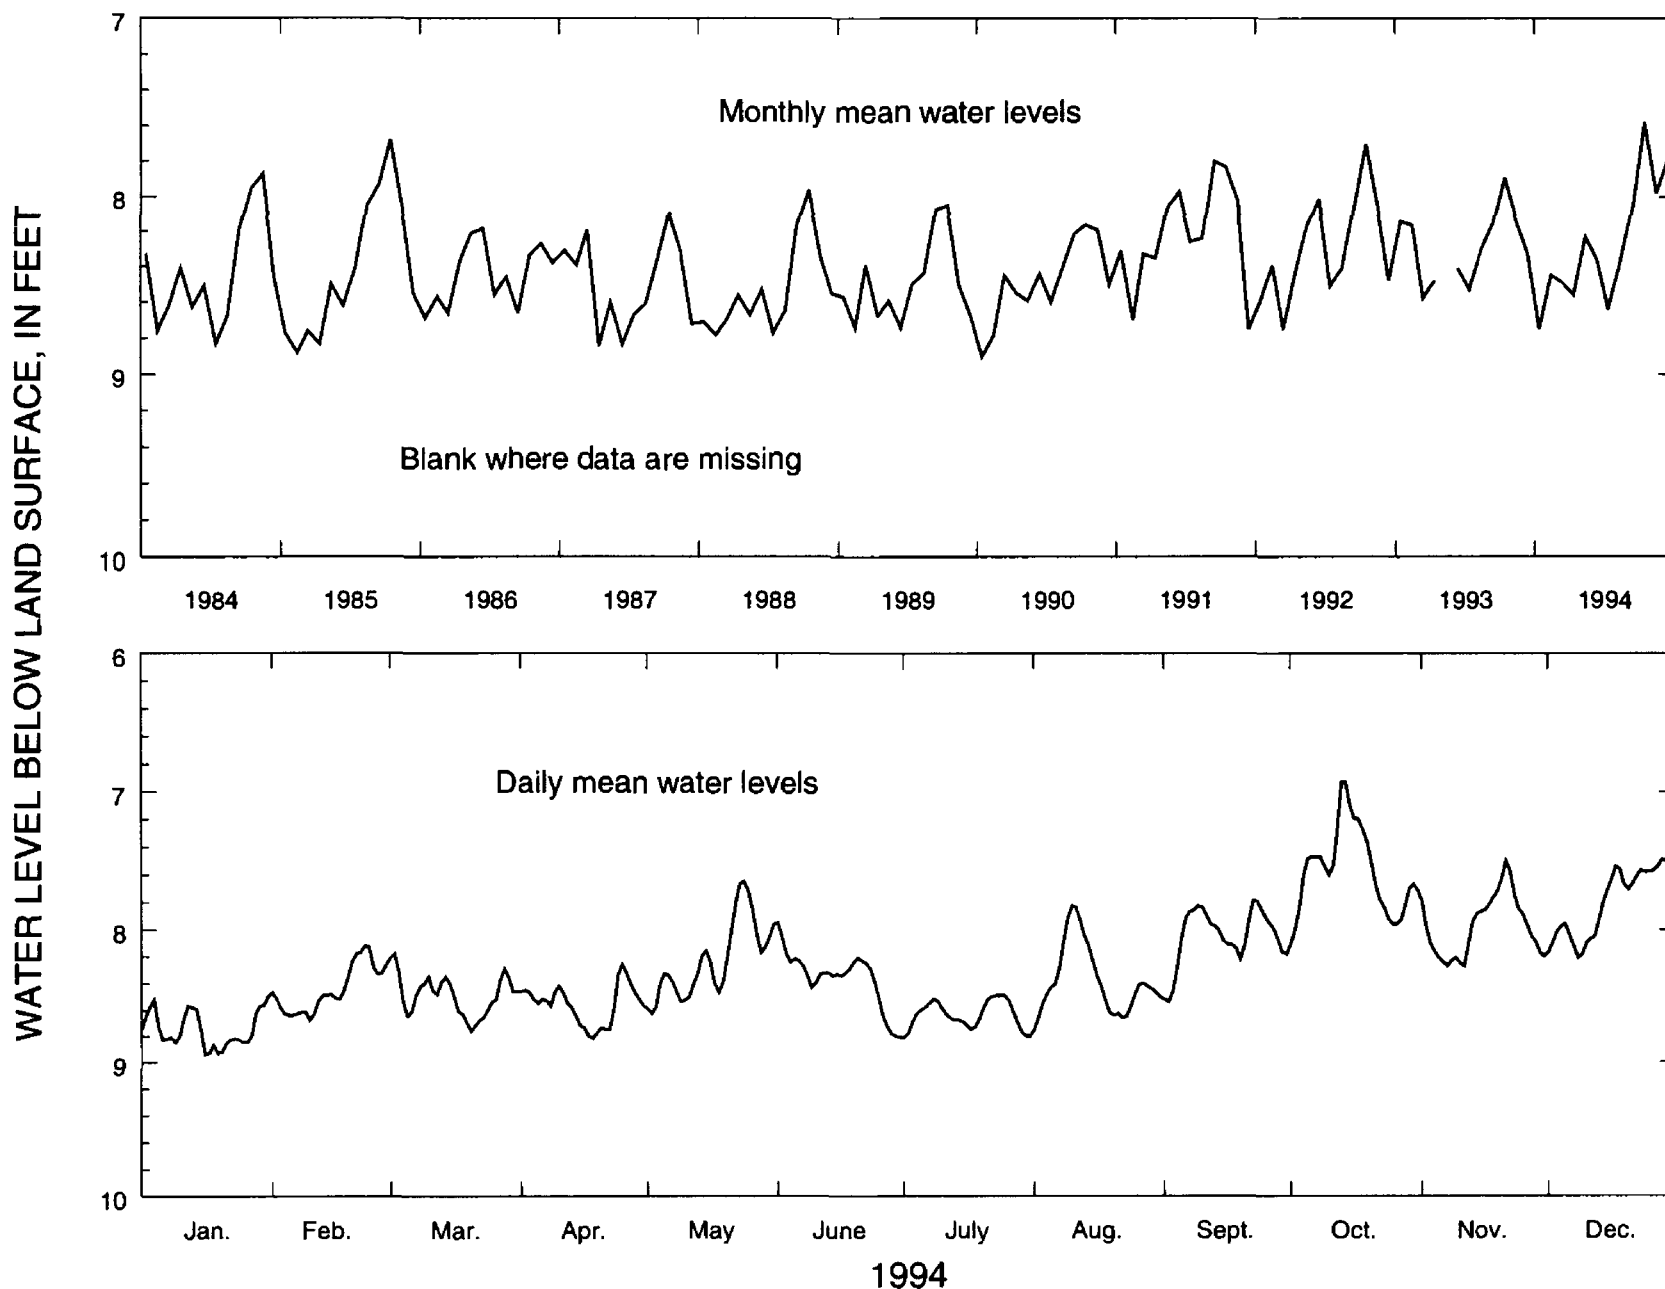 WATER LEVEL BELOW LAND SURFACE, IN FEET
7
Monthly mean water levels
8
9
Blank where data are missing
10
1984 1985 1986 1987 1988 1989 1990 1991 1992 1993 1994
6
Daily mean water levels
7
8
9
10
Jan. Feb. Mar. Apr. May June July Aug. Sept. Oct. Nov. Dec.
1994